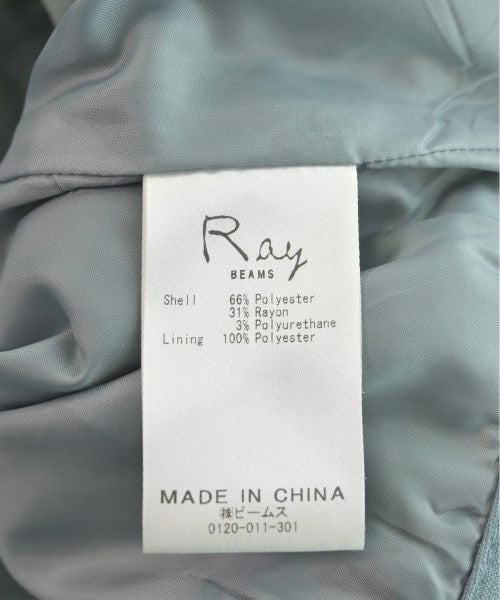 Ray
BEAMS
Shell 66% Polyester
31% Rayon
3% Polyurethane
Lining 100% Polyester
MADE IN CHINA
㈱ビームス
0120-011-301